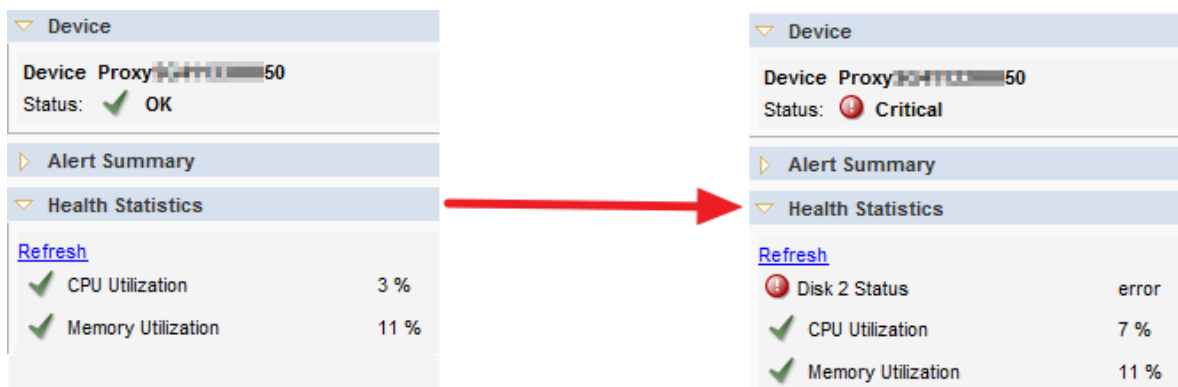 Device
Device Proxy 50
Status: OK
Alert Summary
Health Statistics
Refresh
CPU Utilization 3 %
Memory Utilization 11 %
Device
Device Proxy 50
Status: Critical
Alert Summary
Health Statistics
Refresh
Disk 2 Status error
CPU Utilization 7 %
Memory Utilization 11 %